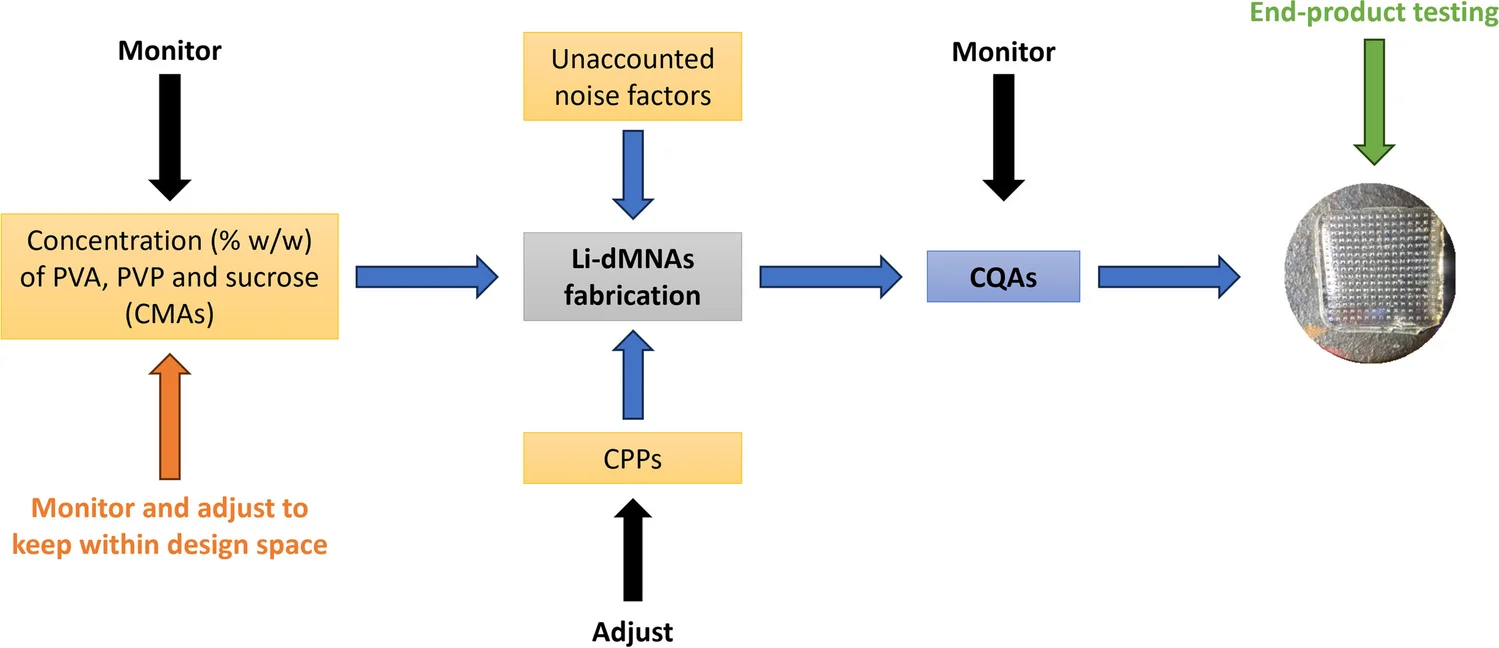 End-product testing
Monitor
Unaccounted
noise factors
Monitor
Concentration (% w/w)
of PVA, PVP and sucrose
(CMAs)
Li-dMNAs
fabrication
CQAs
CPPs
Monitor and adjust to
keep within design space
Adjust